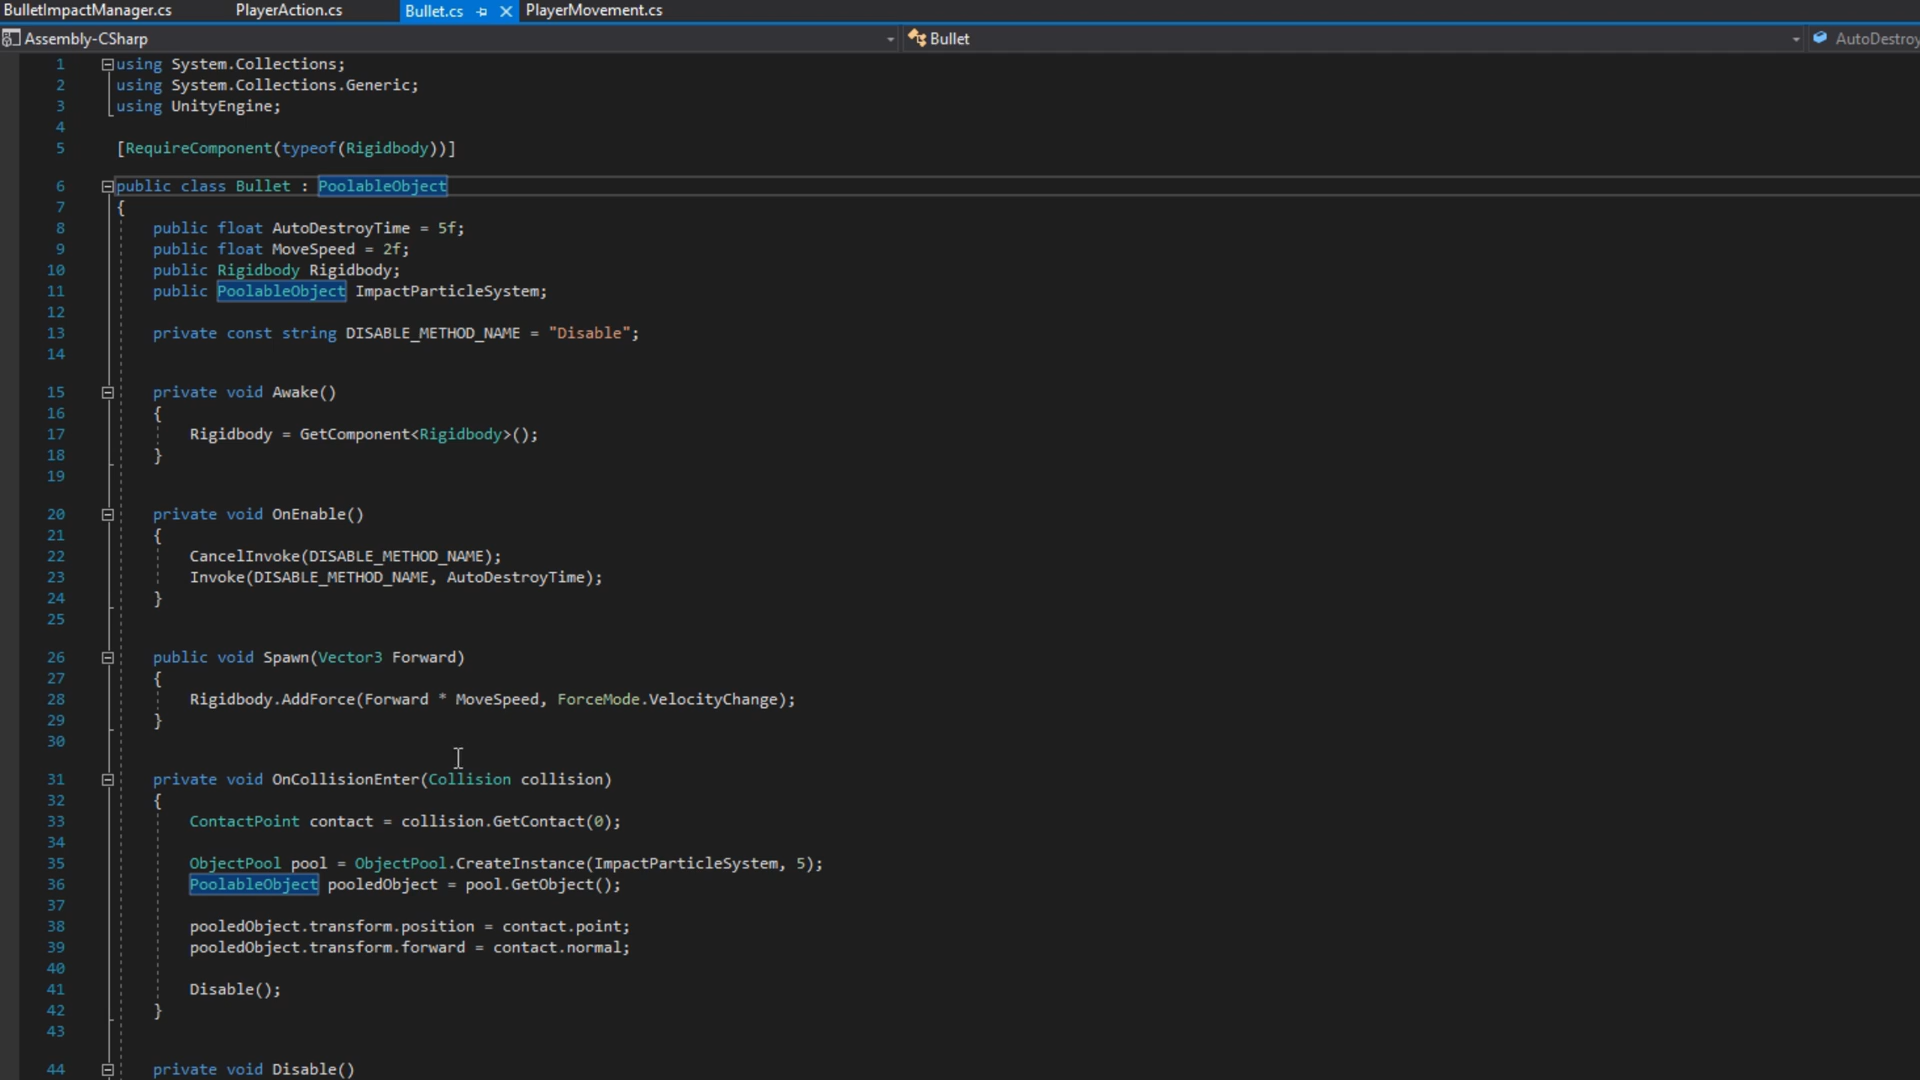 BulletImpactManager.cs PlayerAction.cs Bullet.cs PlayerMovement.cs
Assembly-CSharp Bullet AutoDestroy
1 using System.Collections;
2 using System.Collections.Generic;
3 using UnityEngine;
4
5 [RequireComponent(typeof(Rigidbody))]
6 public class Bullet : PoolableObject
7 {
8 public float AutoDestroyTime = 5f;
9 public float MoveSpeed = 2f;
10 public Rigidbody Rigidbody;
11 public PoolableObject ImpactParticleSystem;
12
13 private const string DISABLE_METHOD_NAME = "Disable";
14
15 private void Awake()
16 {
17 Rigidbody = GetComponent<Rigidbody>();
18 }
19
20 private void OnEnable()
21 {
22 CancelInvoke(DISABLE_METHOD_NAME);
23 Invoke(DISABLE_METHOD_NAME, AutoDestroyTime);
24 }
25
26 public void Spawn(Vector3 Forward)
27 {
28 Rigidbody.AddForce(Forward * MoveSpeed, ForceMode.VelocityChange);
29 }
30
31 private void OnCollisionEnter(Collision collision)
32 {
33 ContactPoint contact = collision.GetContact(0);
34
35 ObjectPool pool = ObjectPool.CreateInstance(ImpactParticleSystem, 5);
36 PoolableObject pooledObject = pool.GetObject();
37
38 pooledObject.transform.position = contact.point;
39 pooledObject.transform.forward = contact.normal;
40
41 Disable();
42 }
43
44 private void Disable()